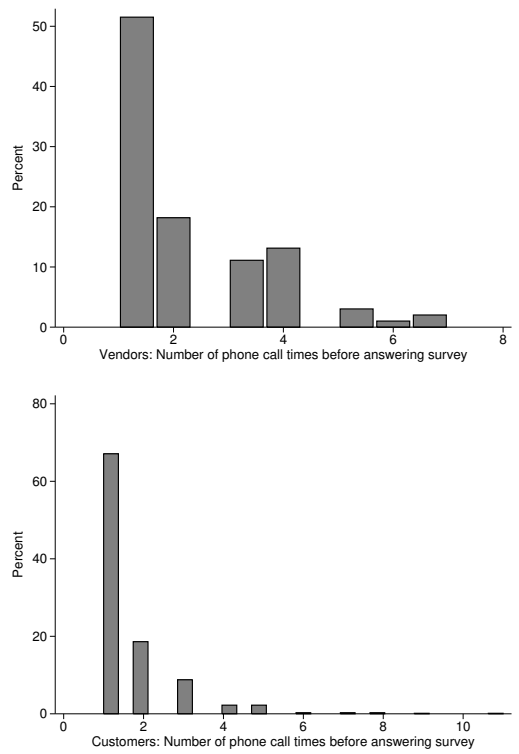 50
40
30
20
10
0
Percent
0 2 4 6 8
Vendors: Number of phone call times before answering survey
80
60
40
20
0
Percent
0 2 4 6 8 10
Customers: Number of phone call times before answering survey